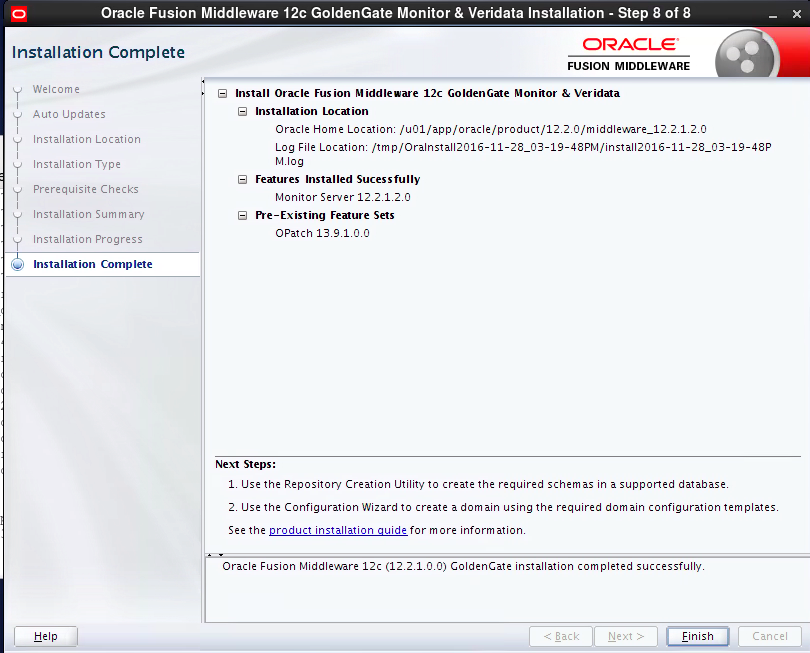 Oracle Fusion Middleware 12c GoldenGate Monitor & Veridata Installation - Step 8 of 8
Installation Complete
ORACLE
FUSION MIDDLEWARE
Welcome
Auto Updates
Installation Location
Installation Type
Prerequisite Checks
Installation Summary
Installation Progress
Installation Complete
Install Oracle Fusion Middleware 12c GoldenGate Monitor & Veridata
Installation Location
Oracle Home Location: /u01/app/oracle/product/12.2.0/middleware_12.2.1.2.0
Log File Location: /tmp/OraInstall2016-11-28_03-19-48PM/install2016-11-28_03-19-48P
M.log
Features Installed Sucessfully
Monitor Server 12.2.1.2.0
Pre-Existing Feature Sets
OPatch 13.9.1.0.0
Next Steps:
1. Use the Repository Creation Utility to create the required schemas in a supported database.
2. Use the Configuration Wizard to create a domain using the required domain configuration templates.
See the product installation guide for more information.
Oracle Fusion Middleware 12c (12.2.1.0.0) GoldenGate installation completed successfully.
Help
< Back
Next >
Finish
Cancel